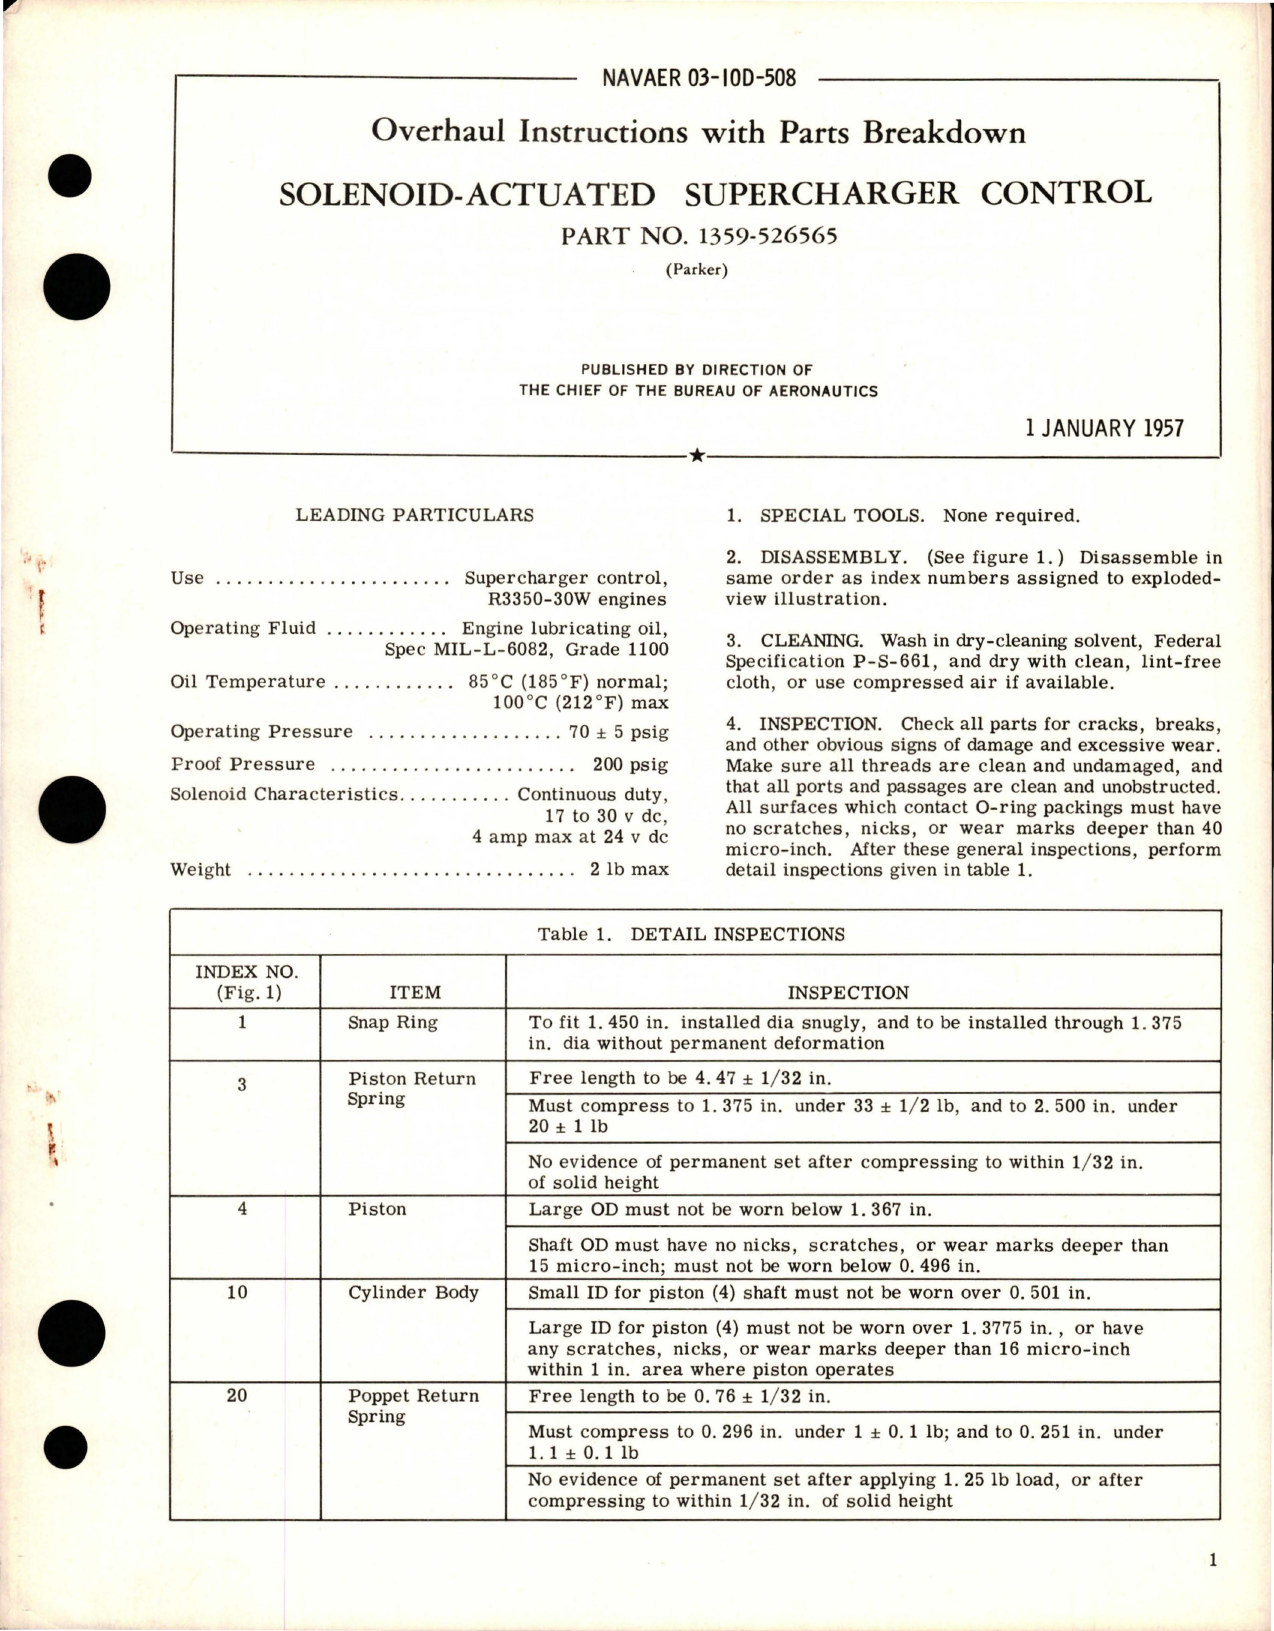 NAVAER 03-10D-508
Overhaul Instructions with Parts Breakdown
SOLENOID-ACTUATED SUPERCHARGER CONTROL
PART NO. 1359-526565
(Parker)
PUBLISHED BY DIRECTION OF
THE CHIEF OF THE BUREAU OF AERONAUTICS
1 JANUARY 1957
LEADING PARTICULARS
Use ...................... Supercharger control,
R3350-30W engines
Operating Fluid ............ Engine lubricating oil,
Spec MIL-L-6082, Grade 1100
Oil Temperature ............ 85°C (185°F) normal;
100°C (212°F) max
Operating Pressure ................... 70 ± 5 psig
Proof Pressure ........................ 200 psig
Solenoid Characteristics........... Continuous duty,
17 to 30 v dc,
4 amp max at 24 v dc
Weight ................................ 2 lb max
1. SPECIAL TOOLS. None required.
2. DISASSEMBLY. (See figure 1.) Disassemble in
same order as index numbers assigned to exploded-
view illustration.
3. CLEANING. Wash in dry-cleaning solvent, Federal
Specification P-S-661, and dry with clean, lint-free
cloth, or use compressed air if available.
4. INSPECTION. Check all parts for cracks, breaks,
and other obvious signs of damage and excessive wear.
Make sure all threads are clean and undamaged, and
that all ports and passages are clean and unobstructed.
All surfaces which contact O-ring packings must have
no scratches, nicks, or wear marks deeper than 40
micro-inch. After these general inspections, perform
detail inspections given in table 1.
Table 1. DETAIL INSPECTIONS
INDEX NO.
(Fig. 1) ITEM INSPECTION
1 Snap Ring To fit 1.450 in. installed dia snugly, and to be installed through 1.375
in. dia without permanent deformation
3 Piston Return Free length to be 4.47 ± 1/32 in.
Spring Must compress to 1.375 in. under 33 ± 1/2 lb, and to 2.500 in. under
20 ± 1 lb
No evidence of permanent set after compressing to within 1/32 in.
of solid height
4 Piston Large OD must not be worn below 1.367 in.
Shaft OD must have no nicks, scratches, or wear marks deeper than
15 micro-inch; must not be worn below 0.496 in.
10 Cylinder Body Small ID for piston (4) shaft must not be worn over 0.501 in.
Large ID for piston (4) must not be worn over 1.3775 in., or have
any scratches, nicks, or wear marks deeper than 16 micro-inch
within 1 in. area where piston operates
20 Poppet Return Free length to be 0.76 ± 1/32 in.
Spring Must compress to 0.296 in. under 1 ± 0.1 lb; and to 0.251 in. under
1.1 ± 0.1 lb
No evidence of permanent set after applying 1.25 lb load, or after
compressing to within 1/32 in. of solid height
1